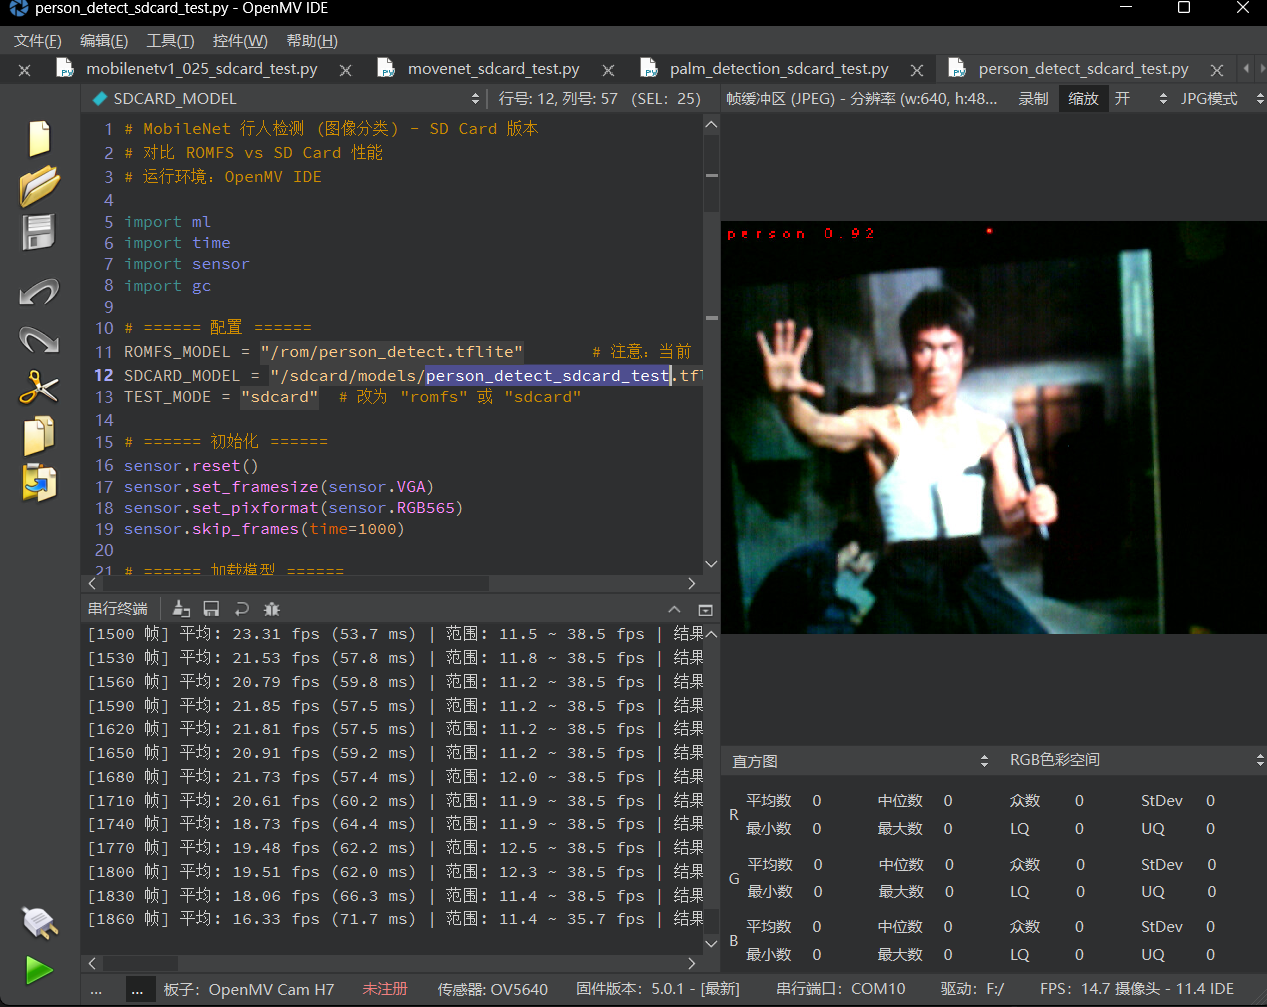 person_detect_sdcard_test.py - OpenMV IDE
文件(F) 编辑(E) 工具(T) 控件(W) 帮助(H)
mobilenetv1_025_sdcard_test.py movenet_sdcard_test.py palm_detection_sdcard_test.py person_detect_sdcard_test.py
SDCARD_MODEL 行号: 12, 列号: 57 (SEL: 25) 帧缓冲区 (JPEG) - 分辨率 (w:640, h:48... 录制 缩放 开 JPG模式
1 # MobileNet 行人检测 (图像分类) - SD Card 版本
2 # 对比 ROMFS vs SD Card 性能
3 # 运行环境: OpenMV IDE
4
5 import ml
6 import time
7 import sensor
8 import gc
9
10 # ====== 配置 ======
11 ROMFS_MODEL = "/rom/person_detect.tflite" # 注意: 当前
12 SDCARD_MODEL = "/sdcard/models/person_detect_sdcard_test.tfl
13 TEST_MODE = "sdcard" # 改为 "romfs" 或 "sdcard"
14
15 # ====== 初始化 ======
16 sensor.reset()
17 sensor.set_framesize(sensor.VGA)
18 sensor.set_pixformat(sensor.RGB565)
19 sensor.skip_frames(time=1000)
20
21 # ====== 加载模型 ======
person 0.92
串行终端
[1500 帧] 平均: 23.31 fps (53.7 ms) | 范围: 11.5 ~ 38.5 fps | 结果
[1530 帧] 平均: 21.53 fps (57.8 ms) | 范围: 11.8 ~ 38.5 fps | 结果
[1560 帧] 平均: 20.79 fps (59.8 ms) | 范围: 11.2 ~ 38.5 fps | 结果
[1590 帧] 平均: 21.85 fps (57.5 ms) | 范围: 11.2 ~ 38.5 fps | 结果
[1620 帧] 平均: 21.81 fps (57.5 ms) | 范围: 11.2 ~ 38.5 fps | 结果
[1650 帧] 平均: 20.91 fps (59.2 ms) | 范围: 11.2 ~ 38.5 fps | 结果
[1680 帧] 平均: 21.73 fps (57.4 ms) | 范围: 12.0 ~ 38.5 fps | 结果
[1710 帧] 平均: 20.61 fps (60.2 ms) | 范围: 11.9 ~ 38.5 fps | 结果
[1740 帧] 平均: 18.73 fps (64.4 ms) | 范围: 11.9 ~ 38.5 fps | 结果
[1770 帧] 平均: 19.48 fps (62.2 ms) | 范围: 12.5 ~ 38.5 fps | 结果
[1800 帧] 平均: 19.51 fps (62.0 ms) | 范围: 12.3 ~ 38.5 fps | 结果
[1830 帧] 平均: 18.06 fps (66.3 ms) | 范围: 11.4 ~ 38.5 fps | 结果
[1860 帧] 平均: 16.33 fps (71.7 ms) | 范围: 11.4 ~ 35.7 fps | 结果
直方图 RGB色彩空间
R 平均数 0 中位数 0 众数 0 StDev 0
最小数 0 最大数 0 LQ 0 UQ 0
G 平均数 0 中位数 0 众数 0 StDev 0
最小数 0 最大数 0 LQ 0 UQ 0
B 平均数 0 中位数 0 众数 0 StDev 0
最小数 0 最大数 0 LQ 0 UQ 0
... ... 板子: OpenMV Cam H7 未注册 传感器: OV5640 固件版本: 5.0.1 - [最新] 串行端口: COM10 驱动: F:/ FPS: 14.7 摄像头 - 11.4 IDE